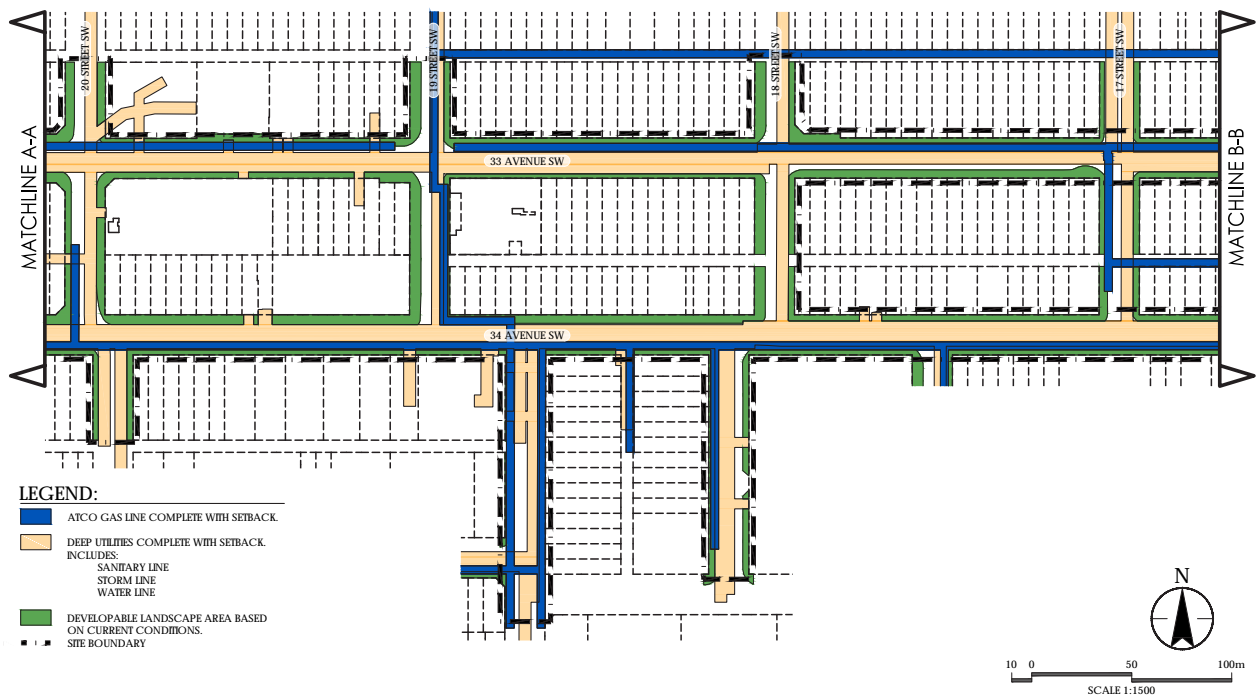 20 STREET SW
19 STREET SW
18 STREET SW
17 STREET SW
MATCHLINE A-A
MATCHLINE B-B
33 AVENUE SW
34 AVENUE SW
LEGEND:
ATCO GAS LINE COMPLETE WITH SETBACK.
DEEP UTILITIES COMPLETE WITH SETBACK.
INCLUDES:
SANITARY LINE
STORM LINE
WATER LINE
DEVELOPABLE LANDSCAPE AREA BASED
ON CURRENT CONDITIONS.
SITE BOUNDARY
N
10 0 50 100m
SCALE 1:1500